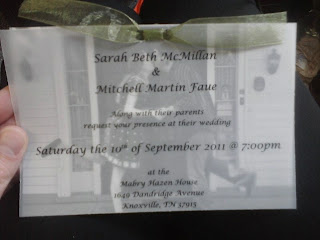 Sarah Beth McMillan
&
Mitchell Martin Faue
Along with their parents
request your presence at their wedding
Saturday the 10th of September 2011 @ 7:00pm
at the
Mabry Hazen House
1649 Dandridge Avenue
Knoxville, TN 37915